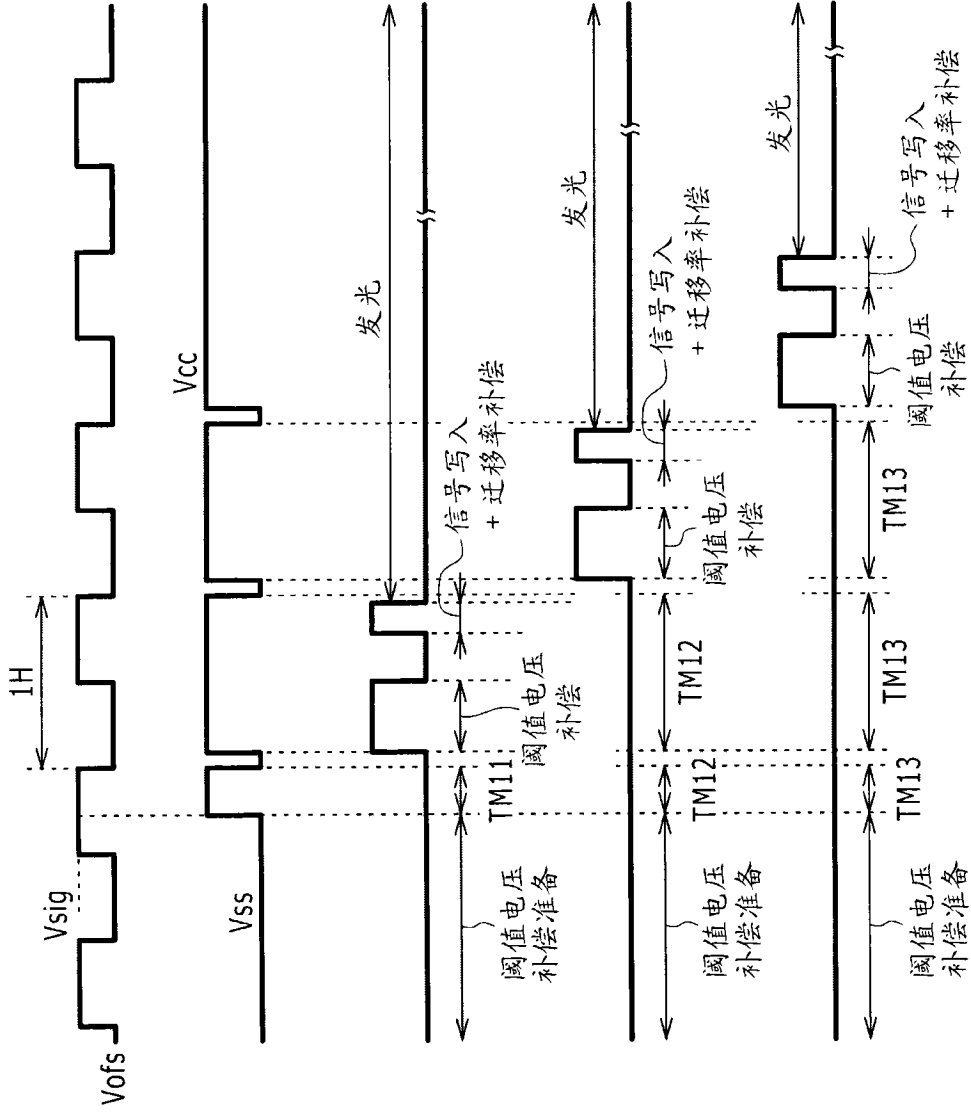 1H
Vsig
Vofs
Vcc
Vss
发光
信号写入
+ 迁移率补偿
TM11
阈值电压
补偿准备
阈值电压
补偿
发光
信号写入
+ 迁移率补偿
TM12
TM12
阈值电压
补偿准备
阈值电压
补偿
发光
信号写入
+ 迁移率补偿
TM13
TM13
TM13
阈值电压
补偿准备
阈值电压
补偿